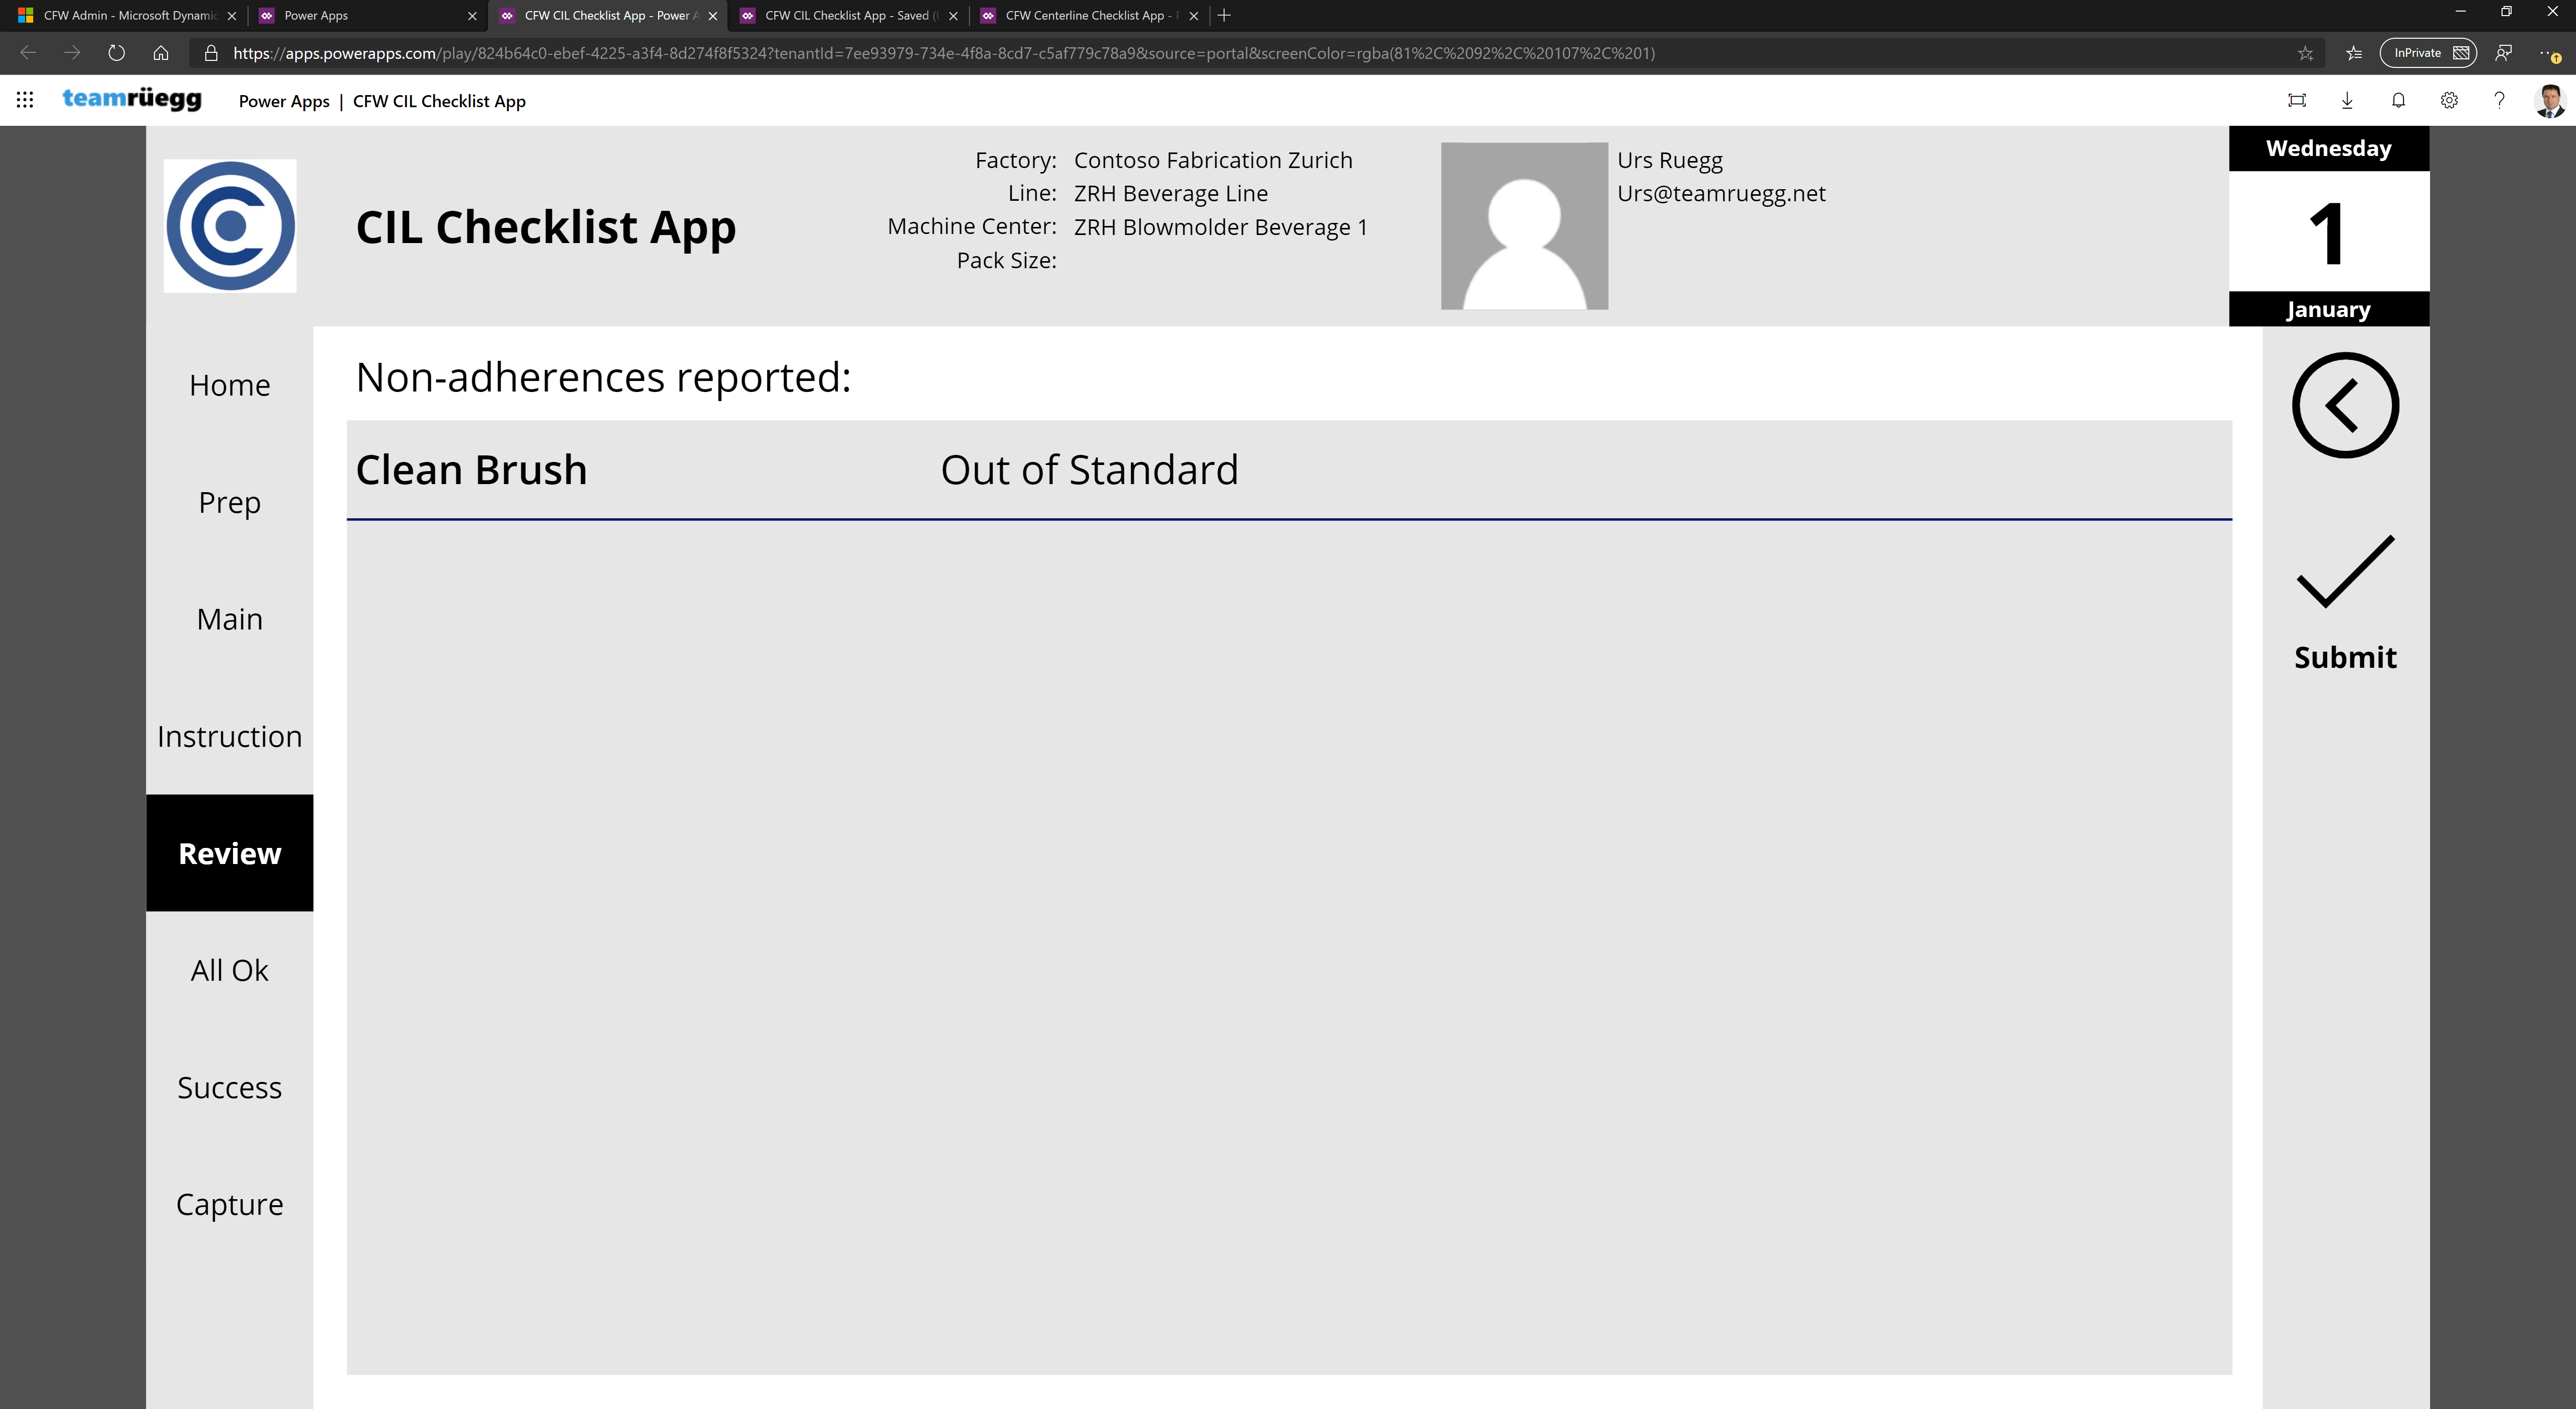 CFW Admin - Microsoft Dynamic
Power Apps
CFW CIL Checklist App - Power A
CFW CIL Checklist App - Saved (
CFW Centerline Checklist App -
https://apps.powerapps.com/play/824b64c0-ebef-4225-a3f4-8d274f8f5324?tenantId=7ee93979-734e-4f8a-8cd7-c5af779c78a9&source=portal&screenColor=rgba(81%2C%2092%2C%20107%2C%201)
InPrivate
teamrüegg
Power Apps | CFW CIL Checklist App
CIL Checklist App
Factory: Contoso Fabrication Zurich
Line: ZRH Beverage Line
Machine Center: ZRH Blowmolder Beverage 1
Pack Size:
Urs Ruegg
Urs@teamruegg.net
Wednesday
1
January
Home
Prep
Main
Instruction
Review
All Ok
Success
Capture
Non-adherences reported:
Clean Brush Out of Standard
Submit